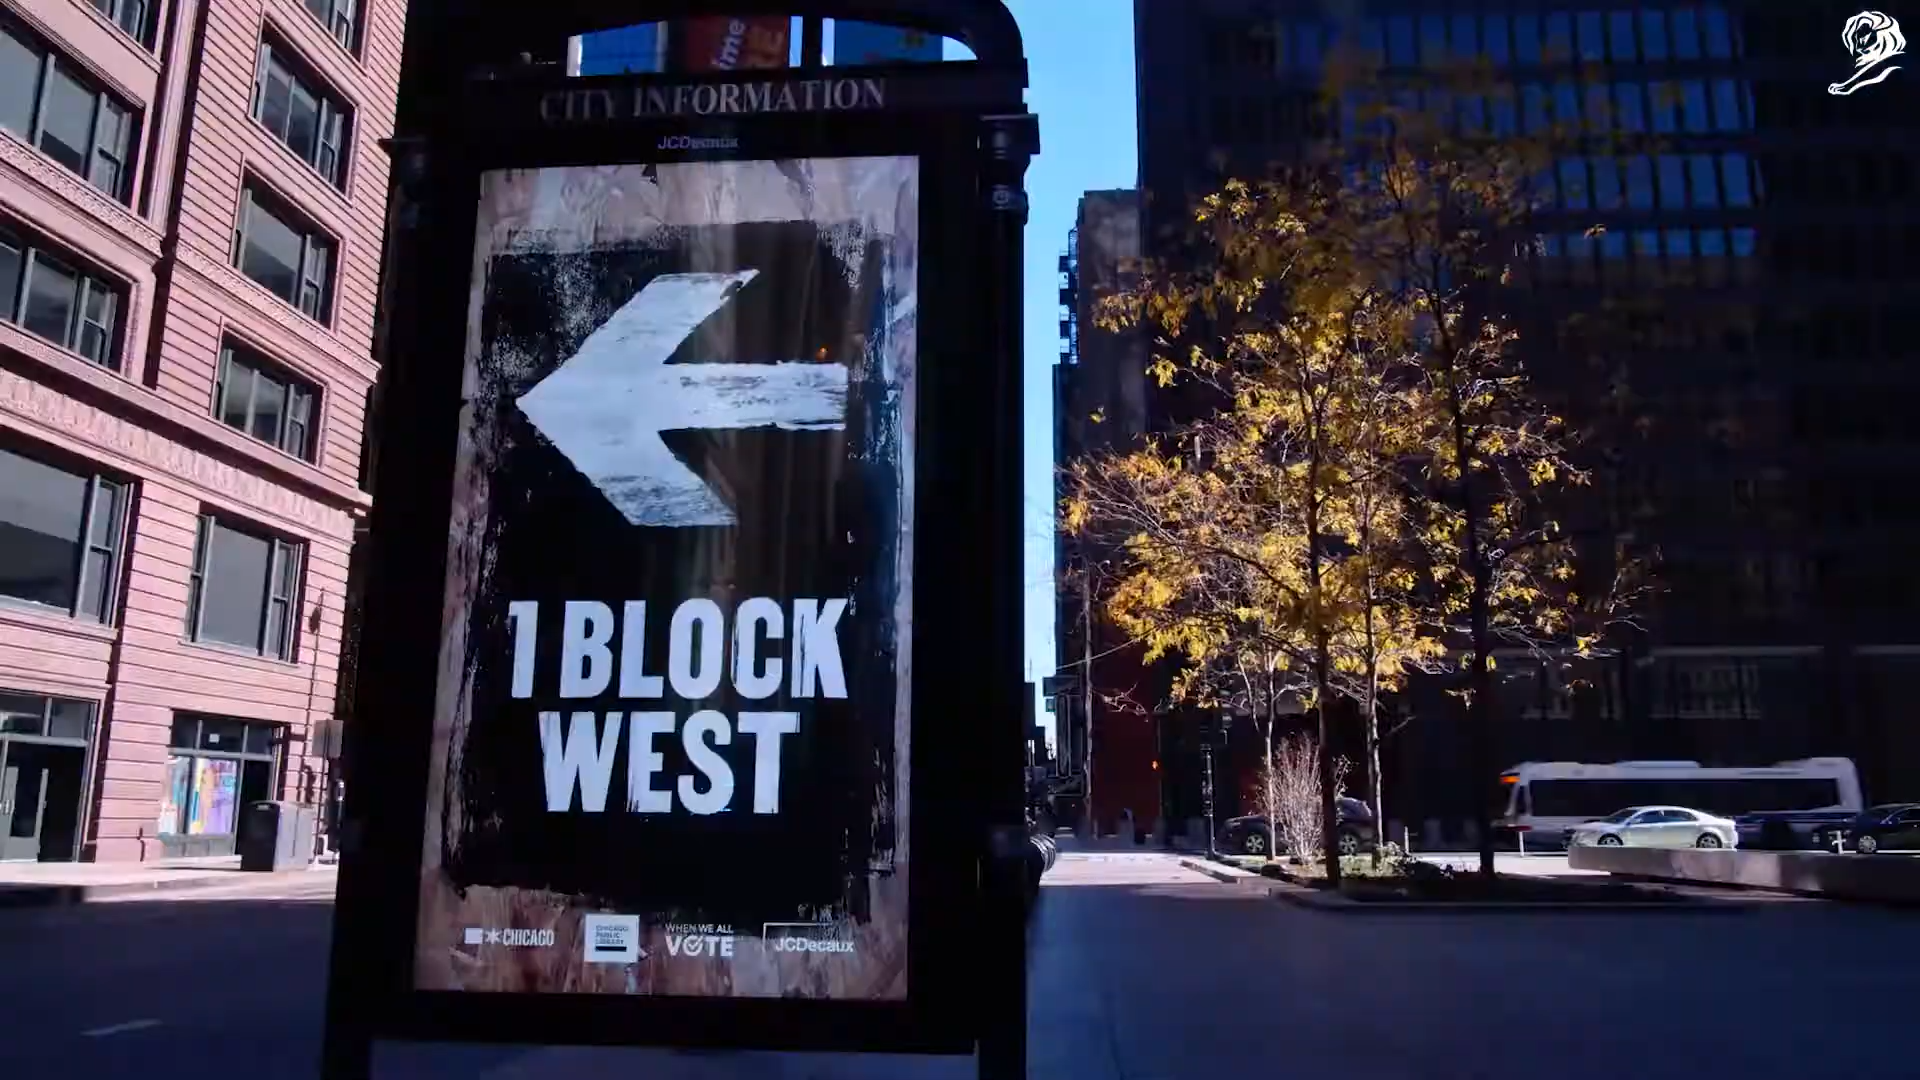 CITY INFORMATION
JCDecaux
1 BLOCK
WEST
CHICAGO
CHICAGO
PUBLIC
LIBRARY
WHEN WE ALL
VOTE
JCDecaux